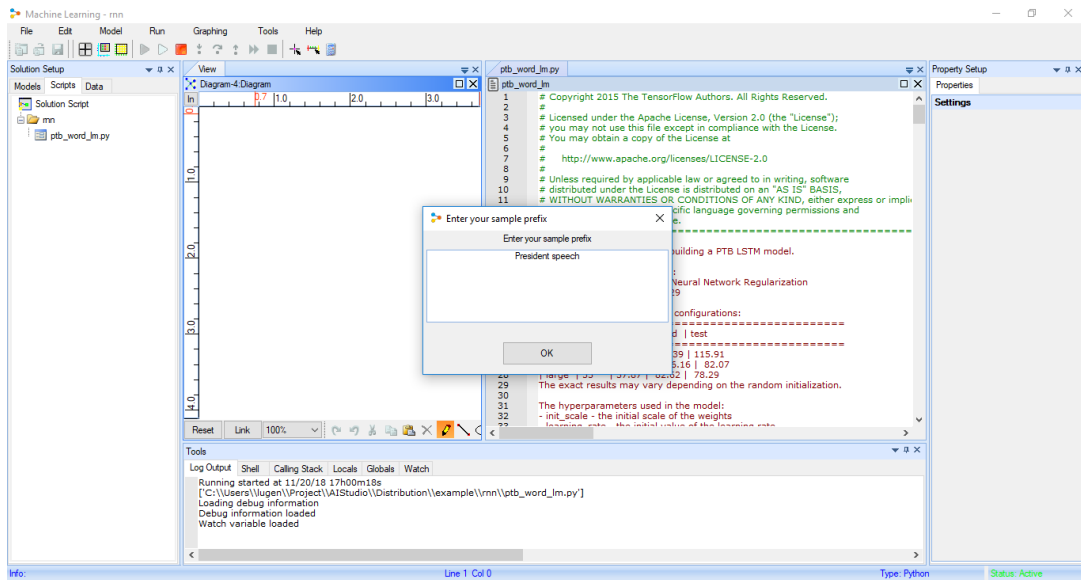 Machine Learning - rnn
File Edit Model Run Graphing Tools Help
Solution Setup
Models Scripts Data
Solution Script
rnn
ptb_word_lm.py
View
Diagram-4:Diagram
In 0.7 1.0 2.0 3.0
0
1.0
2.0
3.0
4.0
Reset Link 100%
ptb_word_lm.py
ptb_word_lm
1 # Copyright 2015 The TensorFlow Authors. All Rights Reserved.
2 #
3 # Licensed under the Apache License, Version 2.0 (the "License");
4 # you may not use this file except in compliance with the License.
5 # You may obtain a copy of the License at
6 #
7 # http://www.apache.org/licenses/LICENSE-2.0
8 #
9 # Unless required by applicable law or agreed to in writing, software
10 # distributed under the License is distributed on an "AS IS" BASIS,
11 # WITHOUT WARRANTIES OR CONDITIONS OF ANY KIND, either express or impli
cific language governing permissions and
e.
==============================
building a PTB LSTM model.
:
Neural Network Regularization
29
configurations:
==========================
d | test
==========================
39 | 115.91
5.16 | 82.07
28 | large | 55 | 37.87 | 82.62 | 78.29
29 The exact results may vary depending on the random initialization.
30
31 The hyperparameters used in the model:
32 - init_scale - the initial scale of the weights
33 - learning_rate - the initial value of the learning rate
Enter your sample prefix
Enter your sample prefix
President speech
OK
Property Setup
Properties
Settings
Tools
Log Output Shell Calling Stack Locals Globals Watch
Running started at 11/20/18 17h00m18s
['C:\\Users\\lugen\\Project\\AIStudio\\Distribution\\example\\rnn\\ptb_word_lm.py']
Loading debug information
Debug information loaded
Watch variable loaded
Info: Line 1 Col 0 Type: Python Status: Active